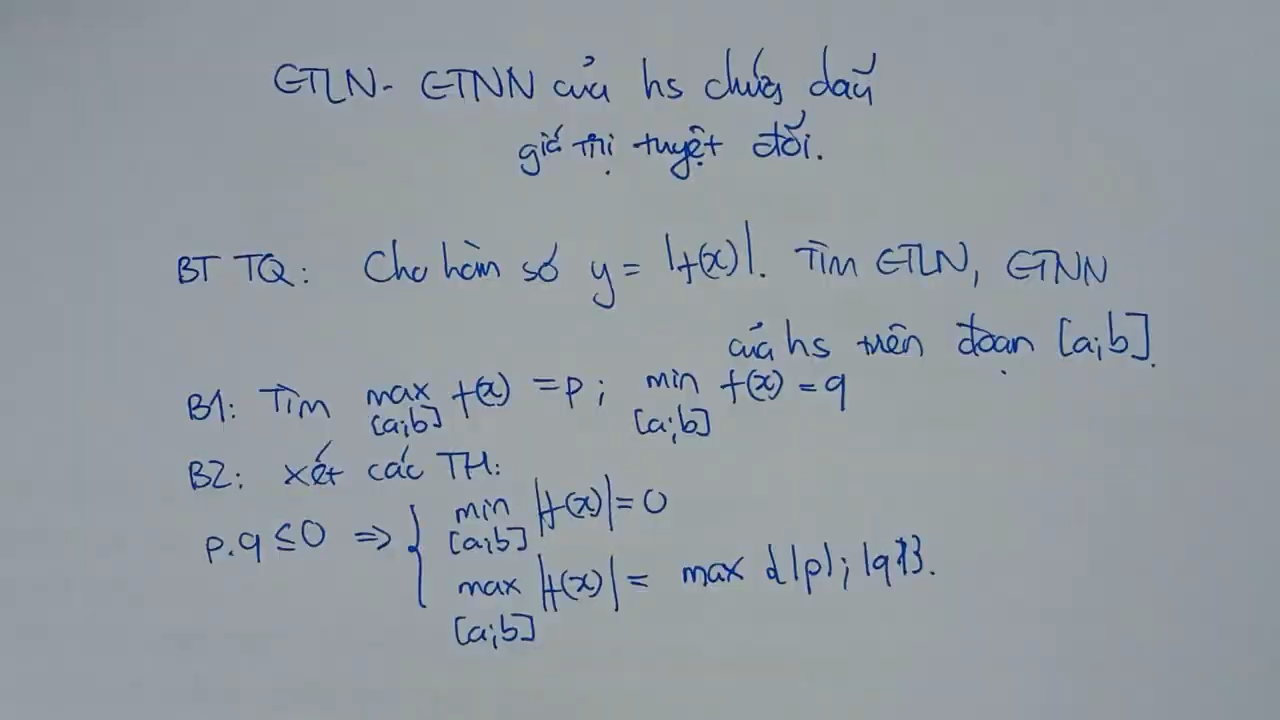 GTLN - GTNN của hs chứa dấu
giá trị tuyệt đối.
BT TQ: Cho hàm số y = |f(x)|. Tìm GTLN, GTNN
của hs trên đoạn [a;b].
B1: Tìm max f(x) = p; min f(x) = q
[a;b] [a;b]
B2: xét các TH:
p.q ≤ 0 => { min |f(x)| = 0
[a;b]
max |f(x)| = max {|p|; |q|}.
[a;b]